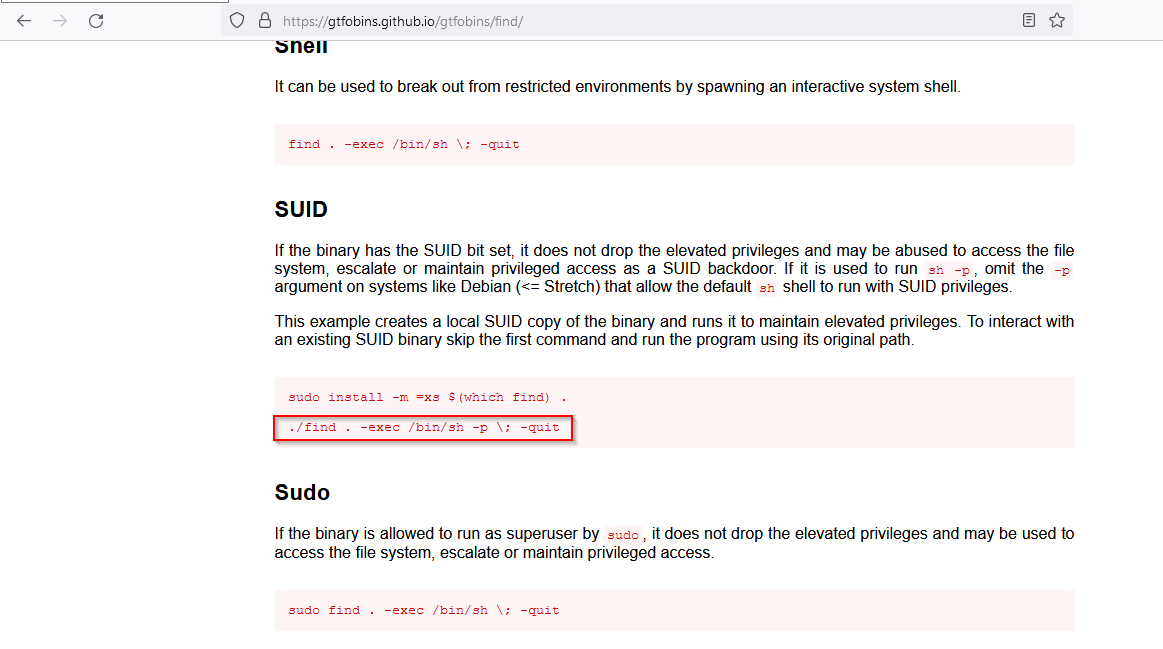 https://gtfobins.github.io/gtfobins/find/
Shell
It can be used to break out from restricted environments by spawning an interactive system shell.
find . -exec /bin/sh \; -quit
SUID
If the binary has the SUID bit set, it does not drop the elevated privileges and may be abused to access the file
system, escalate or maintain privileged access as a SUID backdoor. If it is used to run sh -p, omit the -p
argument on systems like Debian (<= Stretch) that allow the default sh shell to run with SUID privileges.
This example creates a local SUID copy of the binary and runs it to maintain elevated privileges. To interact with
an existing SUID binary skip the first command and run the program using its original path.
sudo install -m =xs $(which find) .
./find . -exec /bin/sh -p \; -quit
Sudo
If the binary is allowed to run as superuser by sudo, it does not drop the elevated privileges and may be used to
access the file system, escalate or maintain privileged access.
sudo find . -exec /bin/sh \; -quit